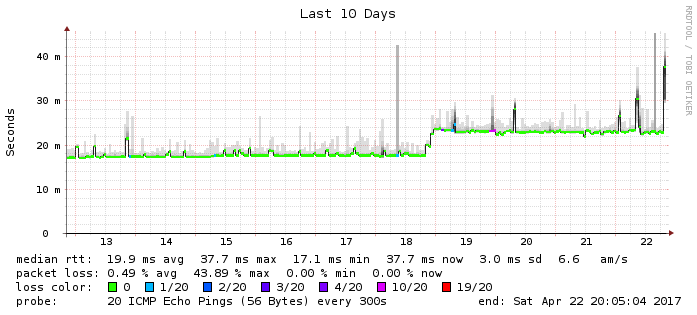 Last 10 Days
RRDTOOL / TOBI OETIKER
Seconds
40 m
30 m
20 m
10 m
0
13 14 15 16 17 18 19 20 21 22
median rtt: 19.9 ms avg 37.7 ms max 17.1 ms min 37.7 ms now 3.0 ms sd 6.6 am/s
packet loss: 0.49 % avg 43.89 % max 0.00 % min 0.00 % now
loss color: 0 1/20 2/20 3/20 4/20 10/20 19/20
probe: 20 ICMP Echo Pings (56 Bytes) every 300s end: Sat Apr 22 20:05:04 2017